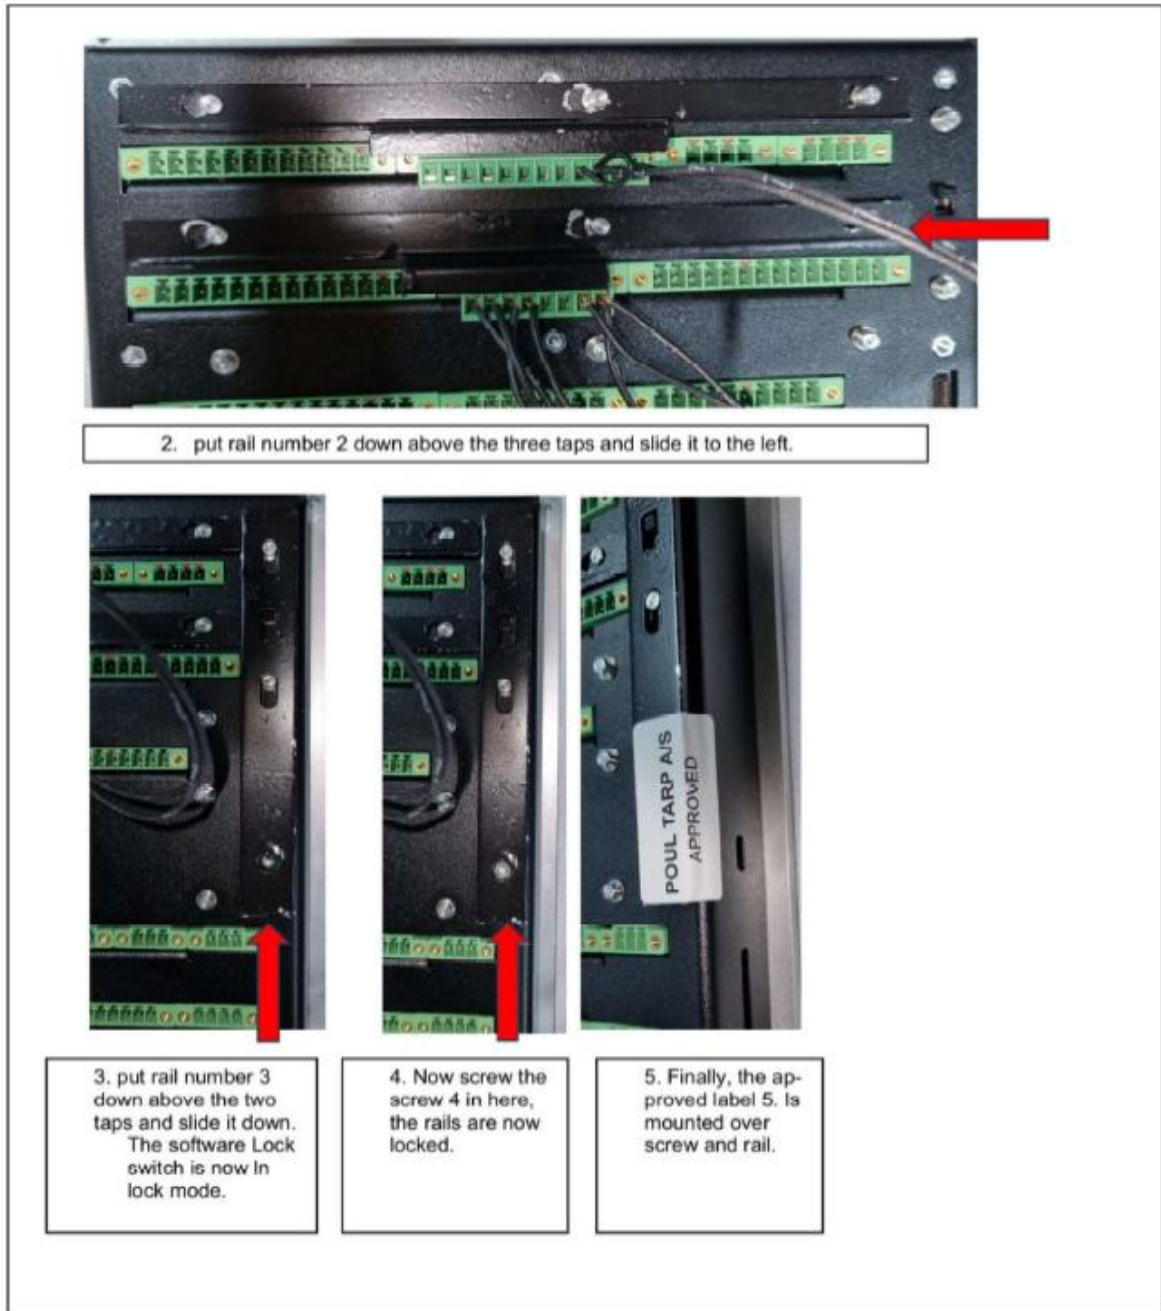 2. put rail number 2 down above the three taps and slide it to the left.
POUL TARP A/S
APPROVED
3. put rail number 3
down above the two
taps and slide it down.
The software Lock
switch is now In
lock mode.
4. Now screw the
screw 4 in here,
the rails are now
locked.
5. Finally, the ap-
proved label 5. Is
mounted over
screw and rail.